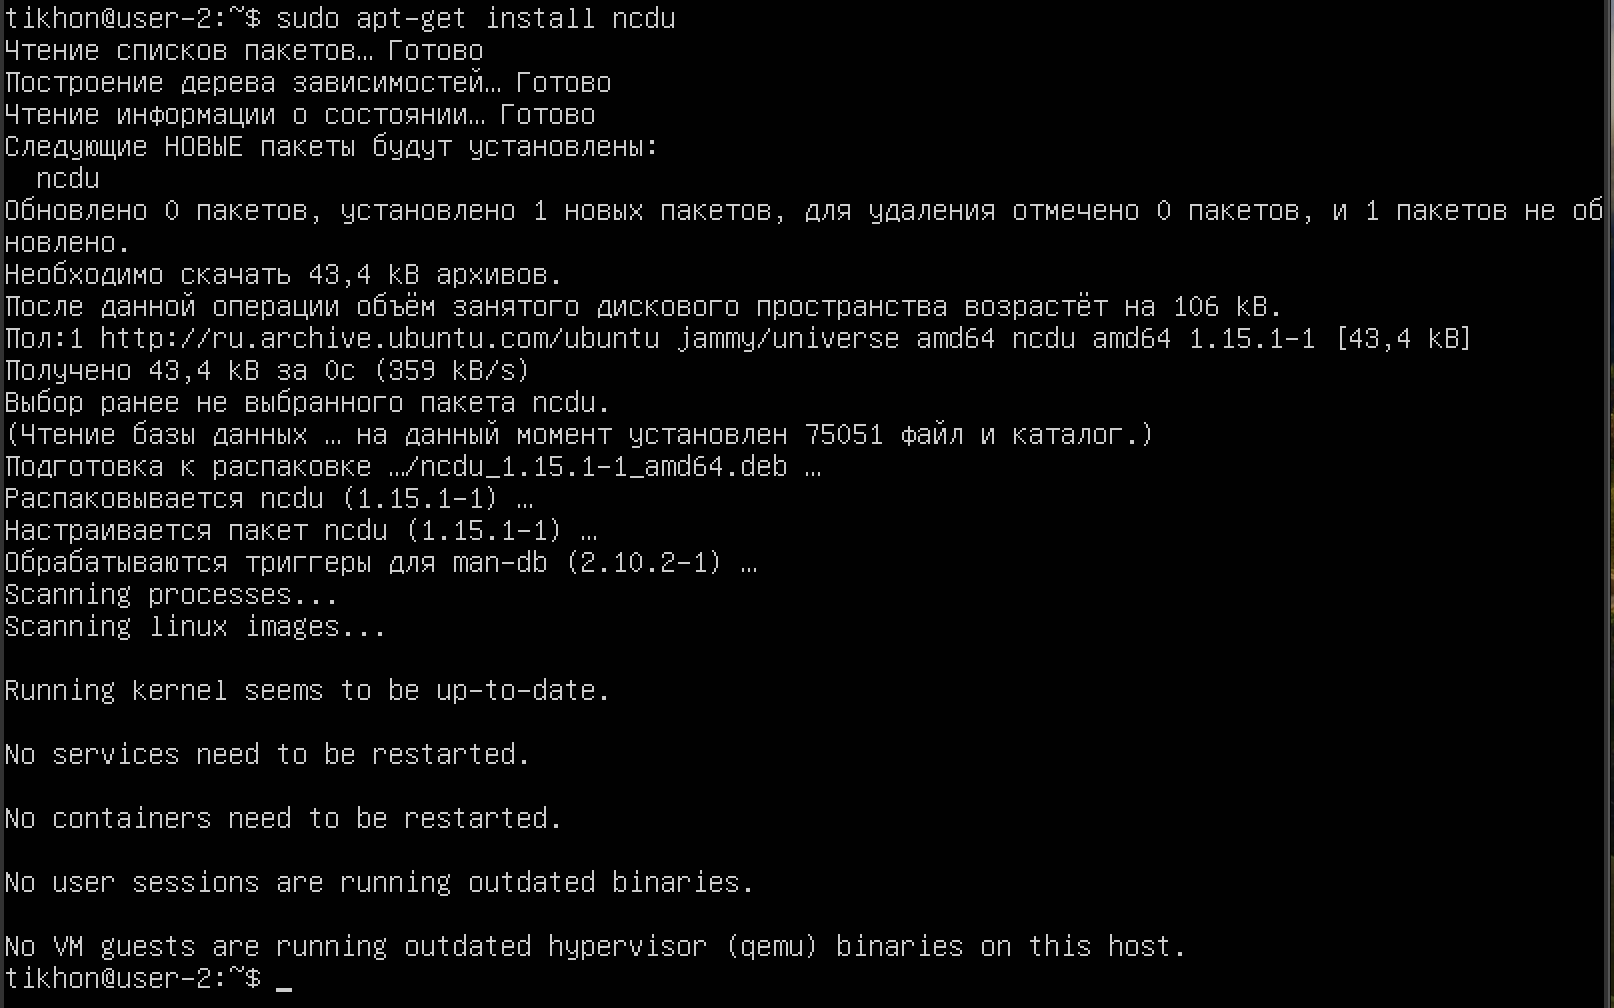 tikhon@user-2:~$ sudo apt-get install ncdu
Чтение списков пакетов… Готово
Построение дерева зависимостей… Готово
Чтение информации о состоянии… Готово
Следующие НОВЫЕ пакеты будут установлены:
  ncdu
Обновлено 0 пакетов, установлено 1 новых пакетов, для удаления отмечено 0 пакетов, и 1 пакетов не об
новлено.
Необходимо скачать 43,4 kB архивов.
После данной операции объём занятого дискового пространства возрастёт на 106 kB.
Пол:1 http://ru.archive.ubuntu.com/ubuntu jammy/universe amd64 ncdu amd64 1.15.1-1 [43,4 kB]
Получено 43,4 kB за 0с (359 kB/s)
Выбор ранее не выбранного пакета ncdu.
(Чтение базы данных … на данный момент установлен 75051 файл и каталог.)
Подготовка к распаковке …/ncdu_1.15.1-1_amd64.deb …
Распаковывается ncdu (1.15.1-1) …
Настраивается пакет ncdu (1.15.1-1) …
Обрабатываются триггеры для man-db (2.10.2-1) …
Scanning processes...
Scanning linux images...

Running kernel seems to be up-to-date.

No services need to be restarted.

No containers need to be restarted.

No user sessions are running outdated binaries.

No VM guests are running outdated hypervisor (qemu) binaries on this host.
tikhon@user-2:~$ _